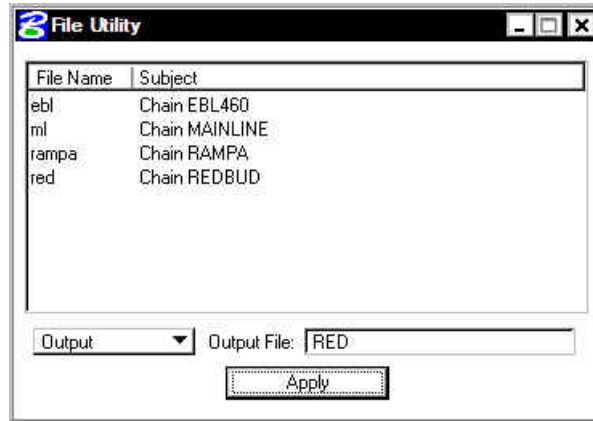 File Utility
File Name Subject
ebl Chain EBL460
ml Chain MAINLINE
rampa Chain RAMPA
red Chain REDBUD
Output Output File: RED
Apply